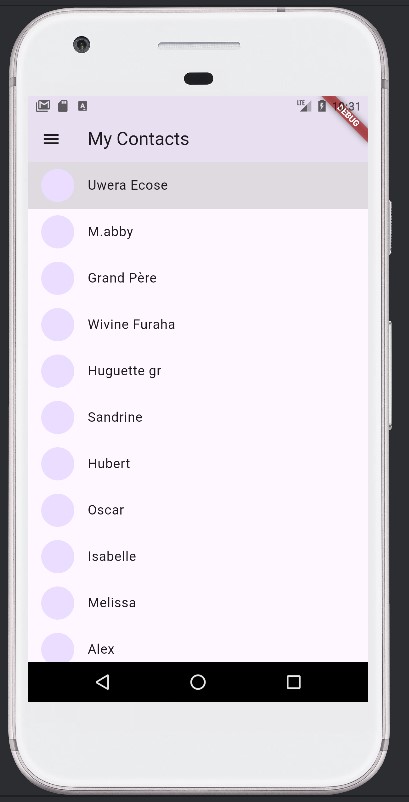 LTE 10:31
DEBUG
My Contacts
Uwera Ecose
M.abby
Grand Père
Wivine Furaha
Huguette gr
Sandrine
Hubert
Oscar
Isabelle
Melissa
Alex